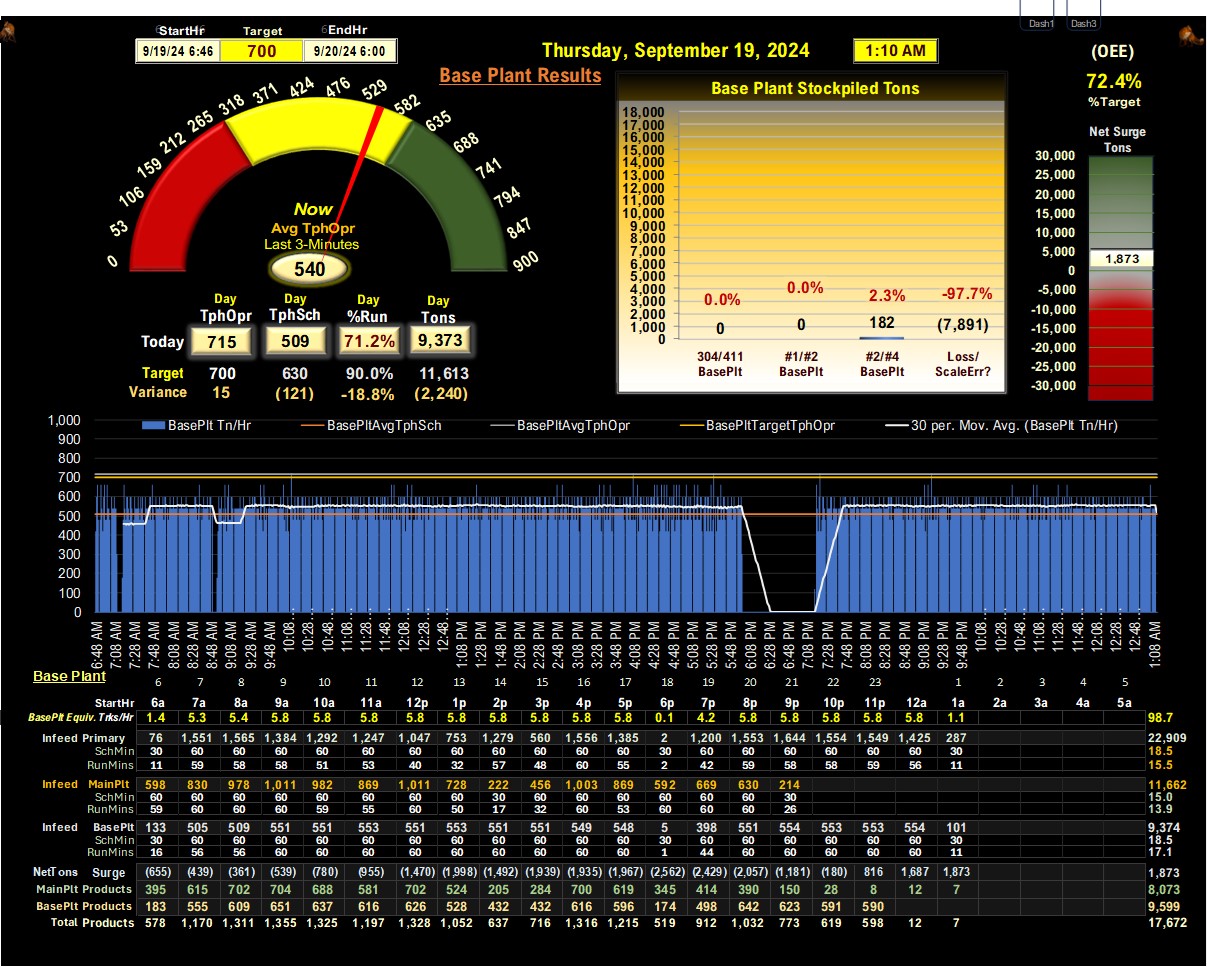 Dash1 Dash3
StartHr Target EndHr
9/19/24 6:46 700 9/20/24 6:00
Thursday, September 19, 2024 1:10 AM (OEE)
Base Plant Results
72.4%
%Target
Net Surge
Tons
0 53 106 159 212 265 318 371 424 476 529 582 635 688 741 794 847 900
Now
Avg TphOpr
Last 3-Minutes
540
Day Day Day Day
TphOpr TphSch %Run Tons
Today 715 509 71.2% 9,373
Target 700 630 90.0% 11,613
Variance 15 (121) -18.8% (2,240)
Base Plant Stockpiled Tons
18,000
17,000
16,000
15,000
14,000
13,000
12,000
11,000
10,000
9,000
8,000
7,000
6,000
5,000
4,000
3,000
2,000
1,000
0
0.0% 0.0% 2.3% -97.7%
0 0 182 (7,891)
304/411 #1/#2 #2/#4 Loss/
BasePlt BasePlt BasePlt ScaleErr?
30,000
25,000
20,000
15,000
10,000
5,000
1,873
0
-5,000
-10,000
-15,000
-20,000
-25,000
-30,000
BasePlt Tn/Hr BasePltAvgTphSch BasePltAvgTphOpr BasePltTargetTphOpr 30 per. Mov. Avg. (BasePlt Tn/Hr)
1,000
900
800
700
600
500
400
300
200
100
0
6:48 AM 7:08 AM 7:28 AM 7:48 AM 8:08 AM 8:28 AM 8:48 AM 9:08 AM 9:28 AM 9:48 AM 10:08... 10:28... 10:48... 11:08... 11:28... 11:48... 12:08... 12:28... 12:48... 1:08 PM 1:28 PM 1:48 PM 2:08 PM 2:28 PM 2:48 PM 3:08 PM 3:28 PM 3:48 PM 4:08 PM 4:28 PM 4:48 PM 5:08 PM 5:28 PM 5:48 PM 6:08 PM 6:28 PM 6:48 PM 7:08 PM 7:28 PM 7:48 PM 8:08 PM 8:28 PM 8:48 PM 9:08 PM 9:28 PM 9:48 PM 10:08... 10:28... 10:48... 11:08... 11:28... 11:48... 12:08... 12:28... 12:48... 1:08 AM
Base Plant
6 7 8 9 10 11 12 13 14 15 16 17 18 19 20 21 22 23 1 2 3 4 5
StartHr 6a 7a 8a 9a 10a 11a 12p 1p 2p 3p 4p 5p 6p 7p 8p 9p 10p 11p 12a 1a 2a 3a 4a 5a
BasePlt Equiv. Trks/Hr 1.4 5.3 5.4 5.8 5.8 5.8 5.8 5.8 5.8 5.8 5.8 5.8 0.1 4.2 5.8 5.8 5.8 5.8 5.8 1.1 98.7
Infeed Primary 76 1,551 1,565 1,384 1,292 1,247 1,047 753 1,279 560 1,556 1,385 2 1,200 1,553 1,644 1,554 1,549 1,425 287 22,909
SchMin 30 60 60 60 60 60 60 60 60 60 60 60 30 60 60 60 60 60 60 30 18.5
RunMins 11 59 58 58 51 53 40 32 57 48 60 55 2 42 59 58 60 58 56 11 15.5
Infeed MainPlt 598 830 978 1,011 982 869 1,011 728 222 456 1,003 869 592 669 630 214 11,662
SchMin 60 60 60 60 60 60 60 60 30 60 60 60 60 60 60 30 15.0
RunMins 59 60 60 60 59 55 60 60 17 32 60 53 60 60 60 26 13.9
Infeed BasePlt 133 505 509 551 551 553 551 553 551 551 549 548 5 398 551 554 553 553 554 101 9,374
SchMin 30 60 60 60 60 60 60 60 60 60 60 60 30 60 60 60 60 60 60 30 18.5
RunMins 16 56 56 60 60 60 60 60 60 60 60 60 1 44 60 60 60 60 60 11 17.1
NetTons Surge (655) (439) (361) (539) (780) (955) (1,470) (1,998) (1,492) (1,939) (1,935) (1,967) (2,562) (2,429) (2,057) (1,181) (180) 816 1,687 1,873 1,873
MainPlt Products 395 615 702 704 688 581 702 524 205 284 700 619 345 414 390 150 28 8 12 7 8,073
BasePlt Products 183 555 609 651 637 616 626 528 432 432 616 596 174 498 642 623 591 590 9,599
Total Products 578 1,170 1,311 1,355 1,325 1,197 1,328 1,052 637 716 1,316 1,215 519 912 1,032 773 619 598 12 7 17,672